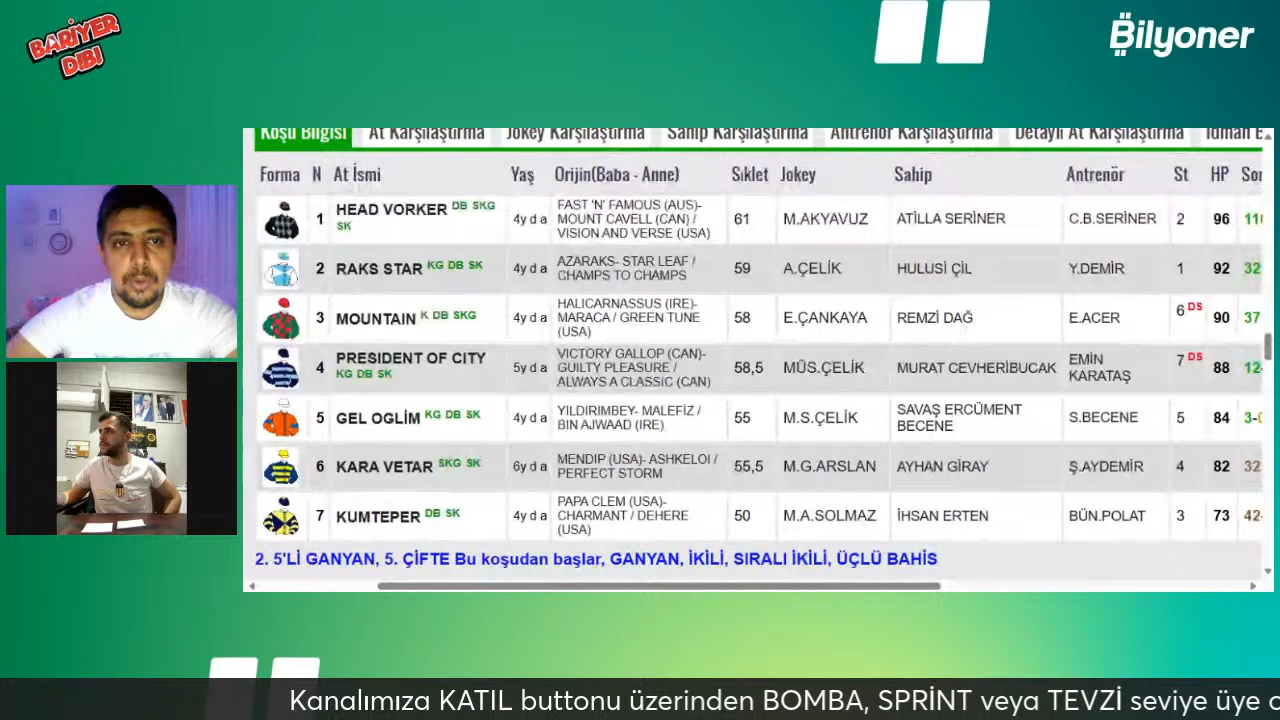 BARİYER
DİBİ
Bilyoner
Koşu Bilgisi At Karşılaştırma Jokey Karşılaştırma Sahip Karşılaştırma Antrenör Karşılaştırma Detaylı At Karşılaştırma İdman
Forma N At İsmi Yaş Orijin(Baba - Anne) Sıklet Jokey Sahip Antrenör St HP
1 HEAD VORKER DB SKG SK 4y d a FAST 'N' FAMOUS (AUS)- MOUNT CAVELL (CAN) / VISION AND VERSE (USA) 61 M.AKYAVUZ ATİLLA SERİNER C.B.SERİNER 2 96
2 RAKS STAR KG DB SK 4y d a AZARAKS- STAR LEAF / CHAMPS TO CHAMPS 59 A.ÇELİK HULUSİ ÇİL Y.DEMİR 1 92 32
3 MOUNTAIN K DB SKG 4y d a HALICARNASSUS (IRE)- MARACA / GREEN TUNE (USA) 58 E.ÇANKAYA REMZİ DAĞ E.ACER 6 DS 90 37
4 PRESIDENT OF CITY KG DB SK 5y d a VICTORY GALLOP (CAN)- GUILTY PLEASURE / ALWAYS A CLASSIC (CAN) 58,5 MÜS.ÇELİK MURAT CEVHERİBUCAK EMİN KARATAŞ 7 DS 88 12-
5 GEL OGLİM KG DB SK 4y d a YILDIRIMBEY- MALEFİZ / BIN AJWAAD (IRE) 55 M.S.ÇELİK SAVAŞ ERCÜMENT BECENE S.BECENE 5 84
6 KARA VETAR SKG SK 6y d a MENDIP (USA)- ASHKELOI / PERFECT STORM 55,5 M.G.ARSLAN AYHAN GİRAY Ş.AYDEMİR 4 82 32
7 KUMTEPER DB SK 4y d a PAPA CLEM (USA)- CHARMANT / DEHERE (USA) 50 M.A.SOLMAZ İHSAN ERTEN BÜN.POLAT 3 73 42-
2. 5'Lİ GANYAN, 5. ÇİFTE Bu koşudan başlar, GANYAN, İKİLİ, SIRALI İKİLİ, ÜÇLÜ BAHİS
Kanalımıza KATIL buttonu üzerinden BOMBA, SPRİNT veya TEVZİ seviye üye